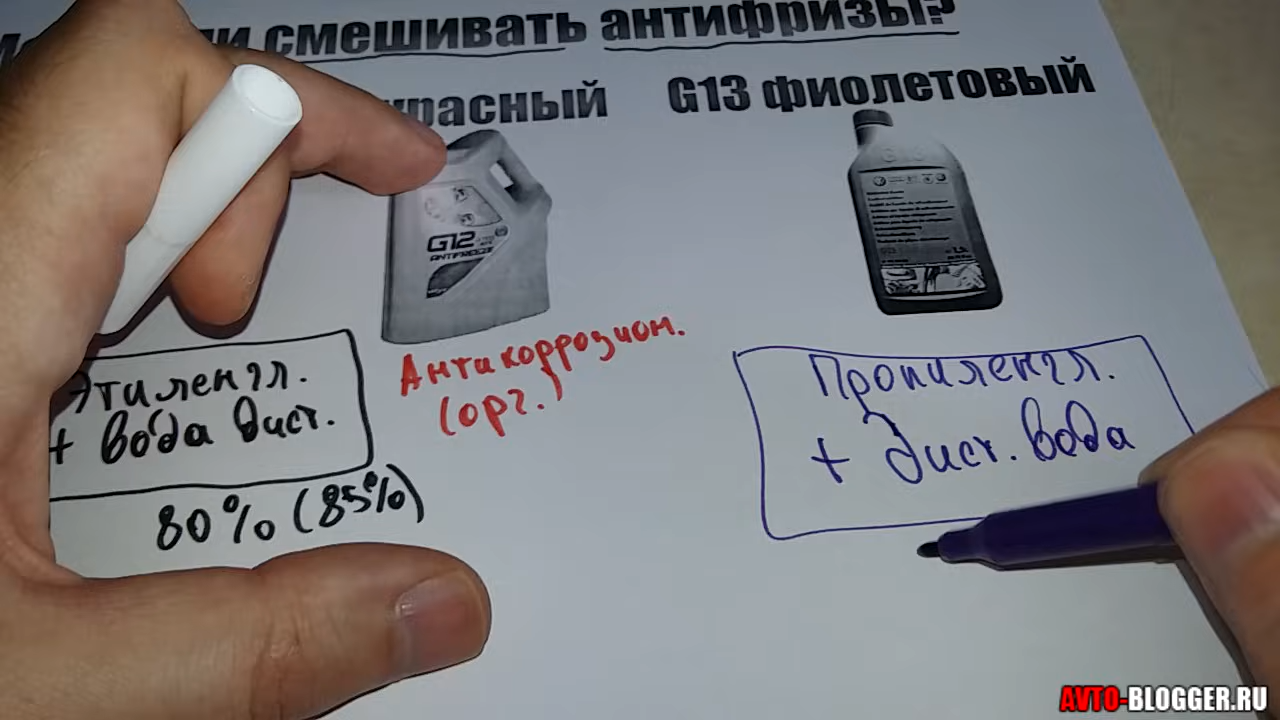 смешивать антифризы?
красный
G13 фиолетовый
G12
ANTIFREEZE
Этиленгл.
+ вода дист.
80% (85%)
Антикоррозион.
(орг.)
Пропиленгл.
+ дист. вода
AVTO-BLOGGER.RU